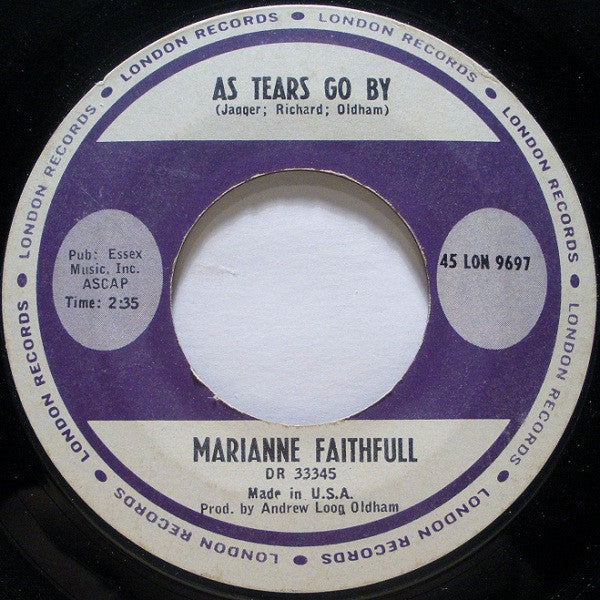 AS TEARS GO BY
(Jagger; Richard; Oldham)
Pub: Essex
Music, Inc.
ASCAP
Time: 2:35
45 LON 9697
MARIANNE FAITHFULL
DR 33345
Made in U.S.A.
Prod. by Andrew Loog Oldham
LONDON RECORDS • LONDON RECORDS • LONDON RECORDS • LONDON RECORDS • LONDON RECORDS • LONDON RECORDS • LONDON RECORDS • LONDON RECORDS •